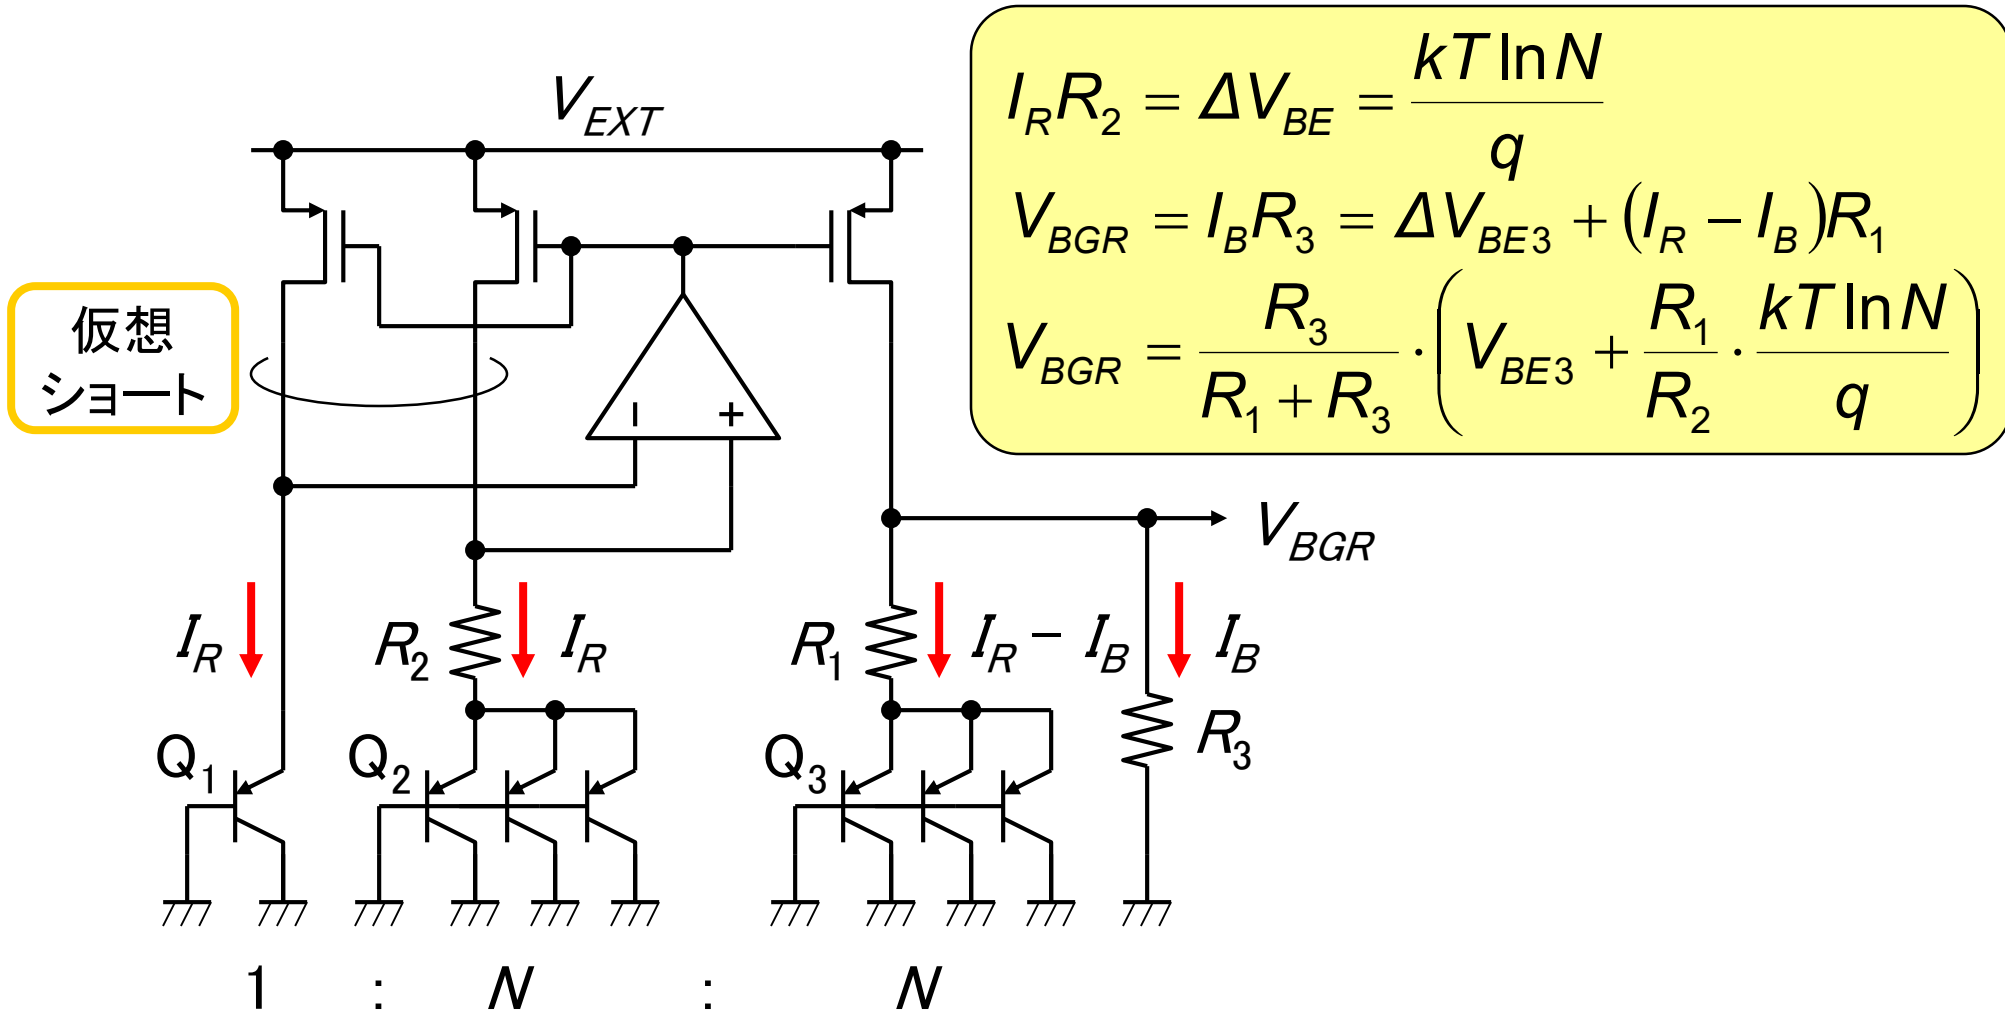 V_EXT
I_R R_2 = ΔV_BE = kT ln N / q
V_BGR = I_B R_3 = ΔV_BE3 + (I_R − I_B)R_1
V_BGR = R_3 / (R_1 + R_3) · (V_BE3 + R_1 / R_2 · kT ln N / q)
仮想
ショート
− +
V_BGR
I_R R_2 I_R R_1 I_R − I_B I_B
R_3
Q_1 Q_2 Q_3
1 : N : N